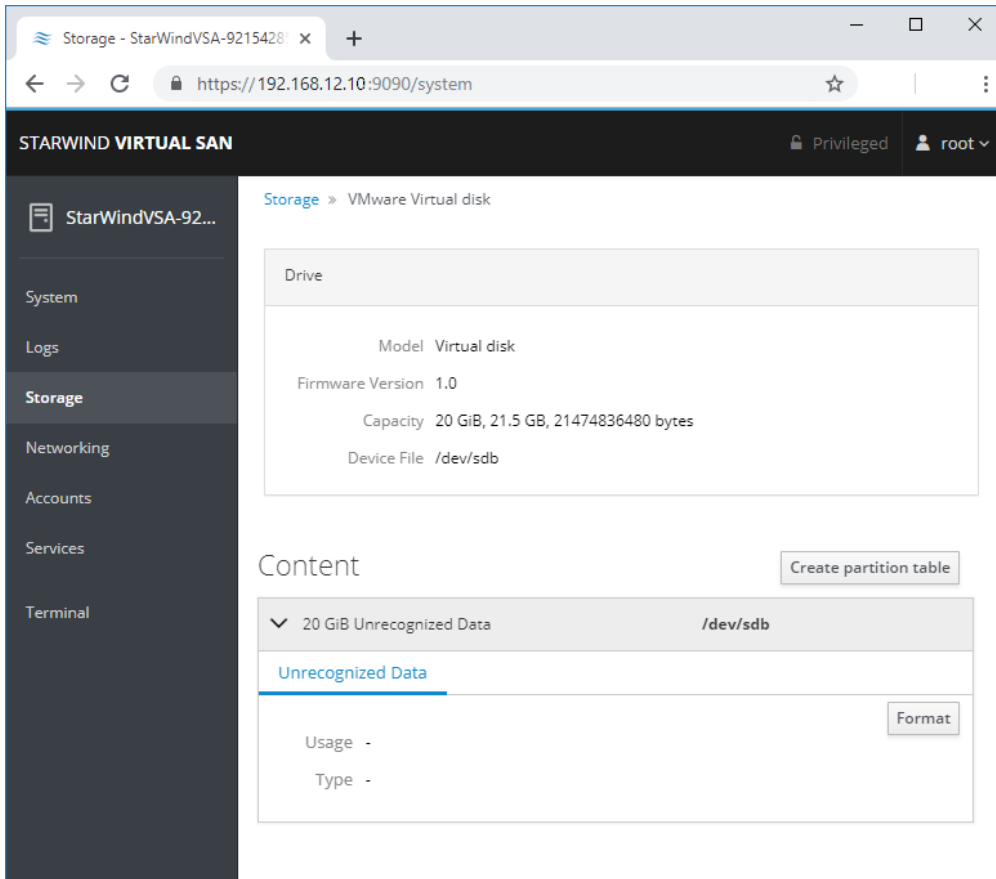 Storage - StarWindVSA-9215428
https://192.168.12.10:9090/system
STARWIND VIRTUAL SAN
Privileged
root
StarWindVSA-92...
System
Logs
Storage
Networking
Accounts
Services
Terminal
Storage » VMware Virtual disk
Drive
Model Virtual disk
Firmware Version 1.0
Capacity 20 GiB, 21.5 GB, 21474836480 bytes
Device File /dev/sdb
Content
Create partition table
20 GiB Unrecognized Data /dev/sdb
Unrecognized Data
Format
Usage -
Type -